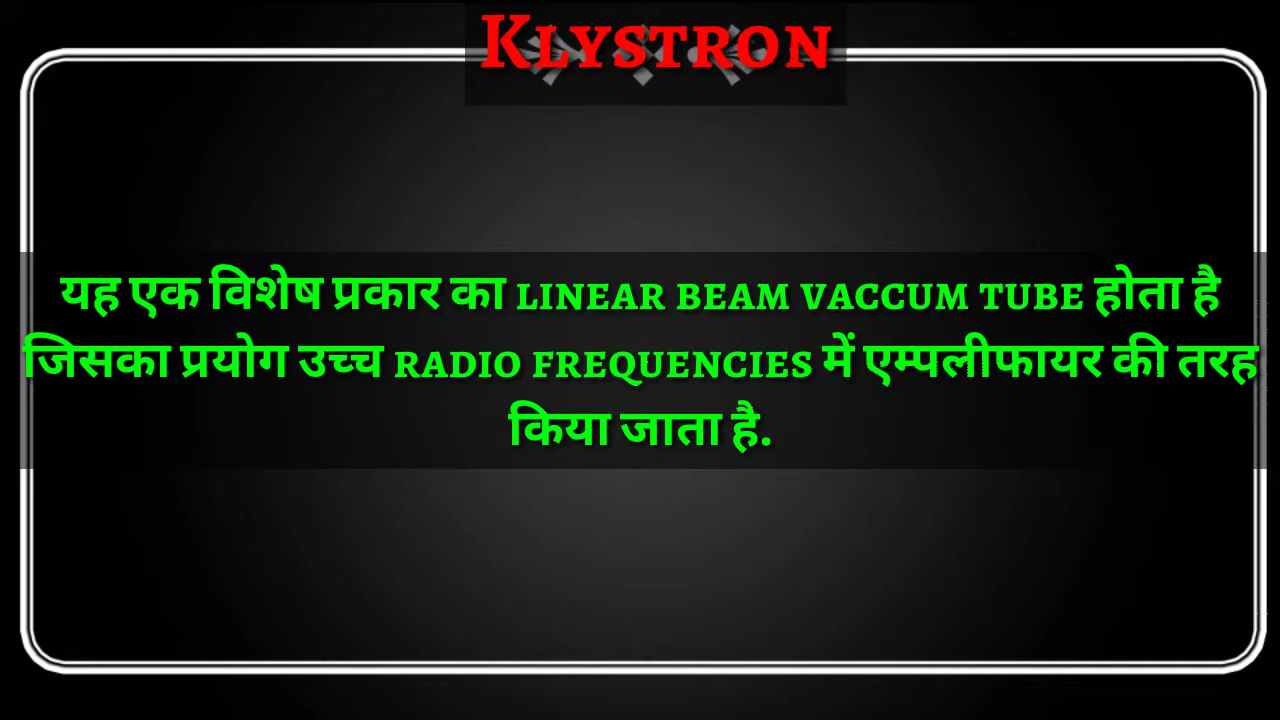 Klystron
यह एक विशेष प्रकार का linear beam vaccum tube होता है
जिसका प्रयोग उच्च radio frequencies में एम्पलीफायर की तरह
किया जाता है.